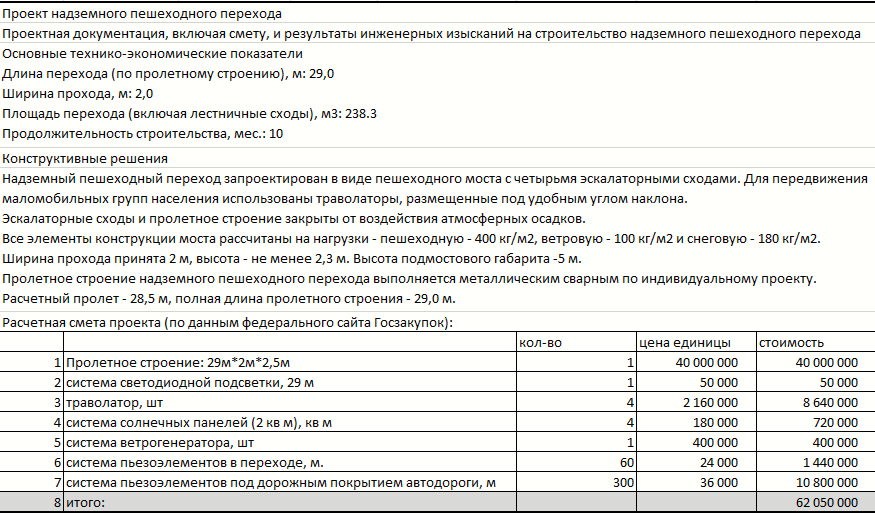 Проект надземного пешеходного перехода
Проектная документация, включая смету, и результаты инженерных изысканий на строительство надземного пешеходного перехода
Основные технико-экономические показатели
Длина перехода (по пролетному строению), м: 29,0
Ширина прохода, м: 2,0
Площадь перехода (включая лестничные сходы), м3: 238.3
Продолжительность строительства, мес.: 10
Конструктивные решения
Надземный пешеходный переход запроектирован в виде пешеходного моста с четырьмя эскалаторными сходами. Для передвижения
маломобильных групп населения использованы траволаторы, размещенные под удобным углом наклона.
Эскалаторные сходы и пролетное строение закрыты от воздействия атмосферных осадков.
Все элементы конструкции моста рассчитаны на нагрузки - пешеходную - 400 кг/м2, ветровую - 100 кг/м2 и снеговую - 180 кг/м2.
Ширина прохода принята 2 м, высота - не менее 2,3 м. Высота подмостового габарита -5 м.
Пролетное строение надземного пешеходного перехода выполняется металлическим сварным по индивидуальному проекту.
Расчетный пролет - 28,5 м, полная длина пролетного строения - 29,0 м.
Расчетная смета проекта (по данным федерального сайта Госзакупок):
кол-во цена единицы стоимость
1 Пролетное строение: 29м*2м*2,5м 1 40 000 000 40 000 000
2 система светодиодной подсветки, 29 м 1 50 000 50 000
3 траволатор, шт 4 2 160 000 8 640 000
4 система солнечных панелей (2 кв м), кв м 4 180 000 720 000
5 система ветрогенератора, шт 1 400 000 400 000
6 система пьезоэлементов в переходе, м. 60 24 000 1 440 000
7 система пьезоэлементов под дорожным покрытием автодороги, м 300 36 000 10 800 000
8 итого: 62 050 000